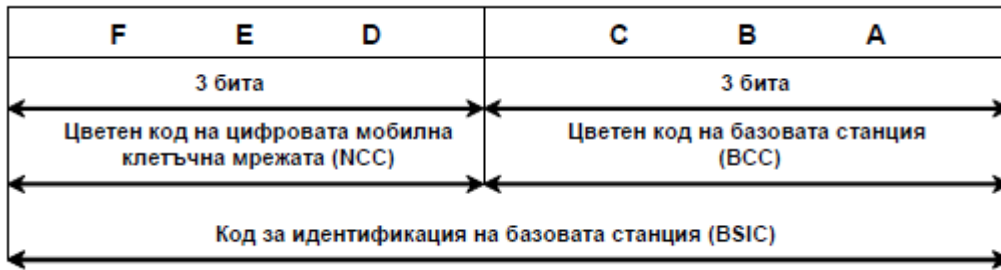 F E D C B A
3 бита 3 бита
Цветен код на цифровата мобилна
клетъчна мрежата (NCC)
Цветен код на базовата станция
(BCC)
Код за идентификация на базовата станция (BSIC)